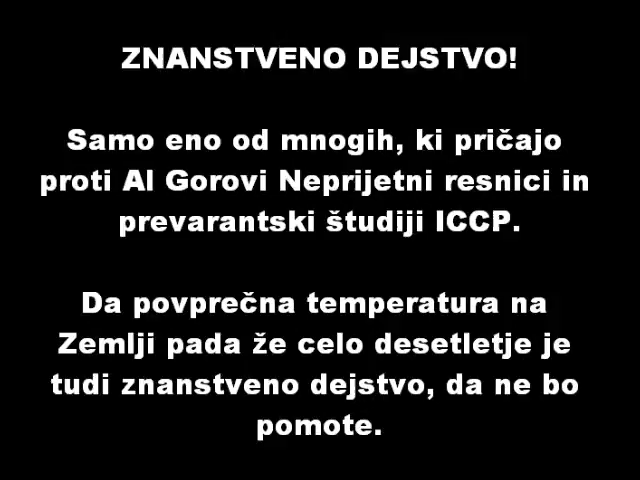 ZNANSTVENO DEJSTVO!
Samo eno od mnogih, ki pričajo
proti Al Gorovi Neprijetni resnici in
prevarantski študiji ICCP.
Da povprečna temperatura na
Zemlji pada že celo desetletje je
tudi znanstveno dejstvo, da ne bo
pomote.